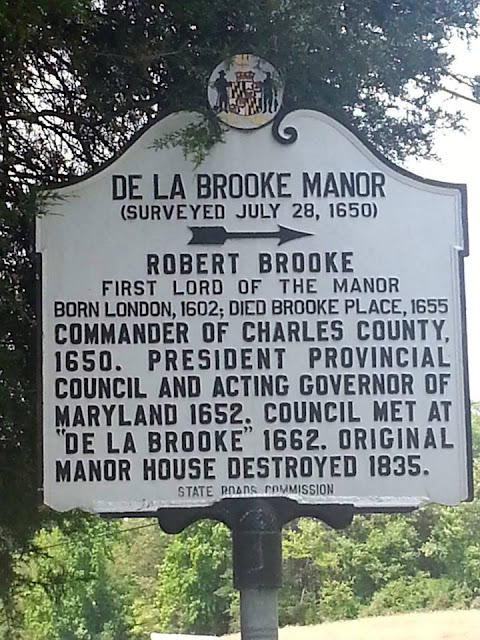 DE LA BROOKE MANOR
(SURVEYED JULY 28, 1650)
ROBERT BROOKE
FIRST LORD OF THE MANOR
BORN LONDON, 1602; DIED BROOKE PLACE, 1655
COMMANDER OF CHARLES COUNTY,
1650. PRESIDENT PROVINCIAL
COUNCIL AND ACTING GOVERNOR OF
MARYLAND 1652. COUNCIL MET AT
"DE LA BROOKE" 1662. ORIGINAL
MANOR HOUSE DESTROYED 1835.
STATE ROADS COMMISSION